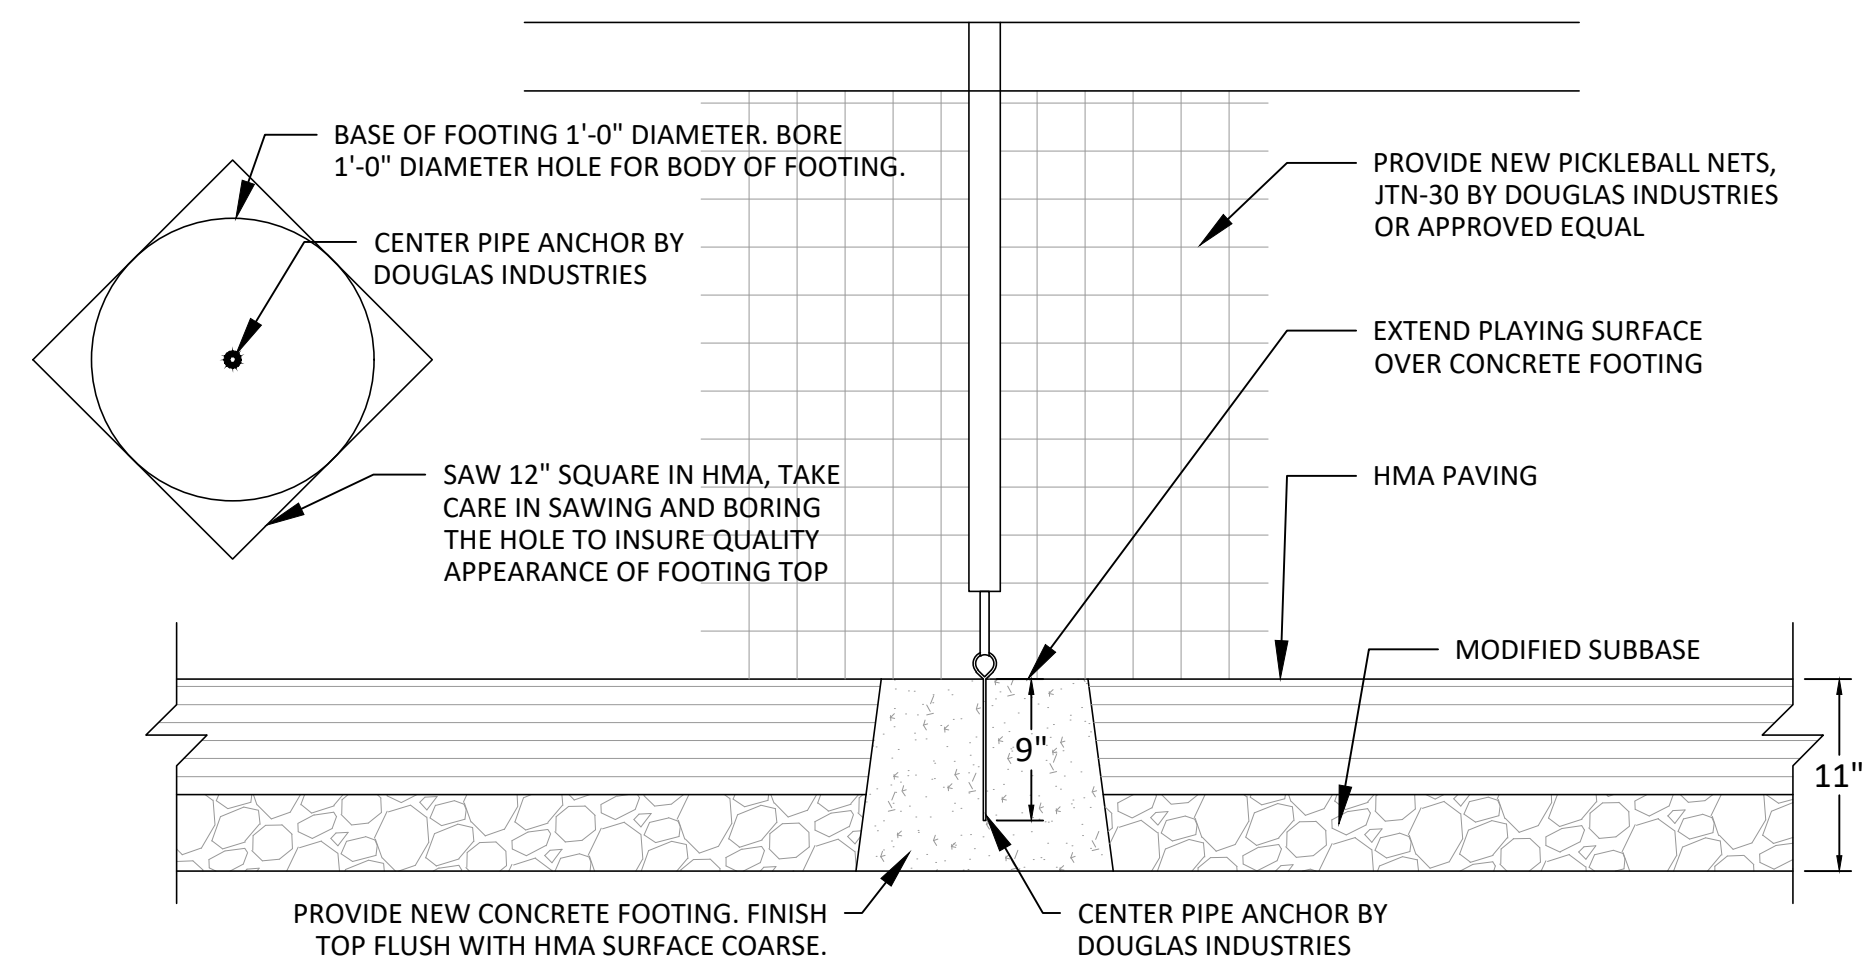 BASE OF FOOTING 1'-0" DIAMETER. BORE
1'-0" DIAMETER HOLE FOR BODY OF FOOTING.
CENTER PIPE ANCHOR BY
DOUGLAS INDUSTRIES
SAW 12" SQUARE IN HMA, TAKE
CARE IN SAWING AND BORING
THE HOLE TO INSURE QUALITY
APPEARANCE OF FOOTING TOP
PROVIDE NEW PICKLEBALL NETS,
JTN-30 BY DOUGLAS INDUSTRIES
OR APPROVED EQUAL
EXTEND PLAYING SURFACE
OVER CONCRETE FOOTING
HMA PAVING
MODIFIED SUBBASE
9"
11"
PROVIDE NEW CONCRETE FOOTING. FINISH
TOP FLUSH WITH HMA SURFACE COARSE.
CENTER PIPE ANCHOR BY
DOUGLAS INDUSTRIES